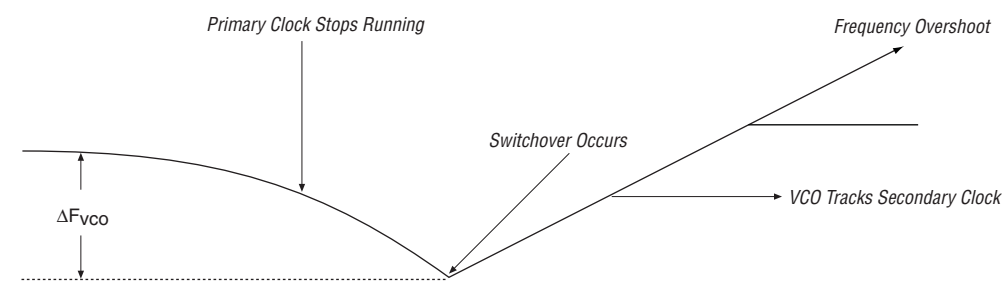 Primary Clock Stops Running
Frequency Overshoot
Switchover Occurs
VCO Tracks Secondary Clock
ΔFvco